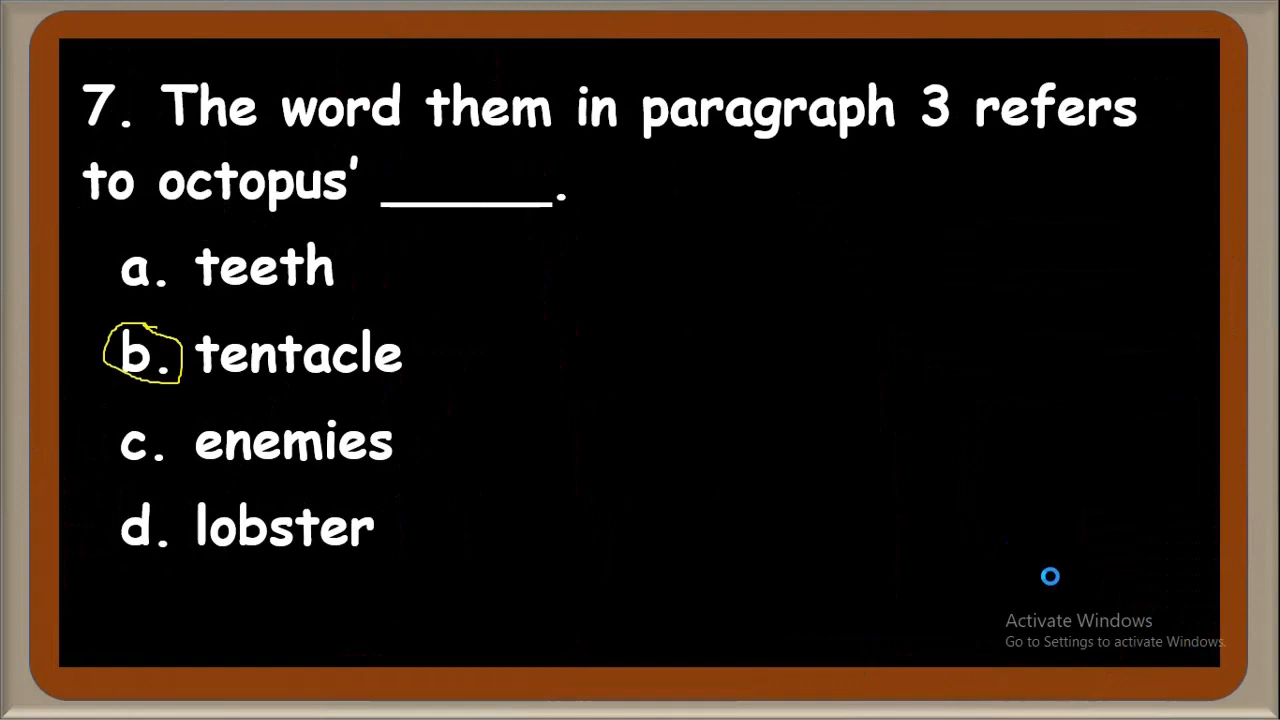 7. The word them in paragraph 3 refers
to octopus’ ______.
a. teeth
b. tentacle
c. enemies
d. lobster
Activate Windows
Go to Settings to activate Windows.